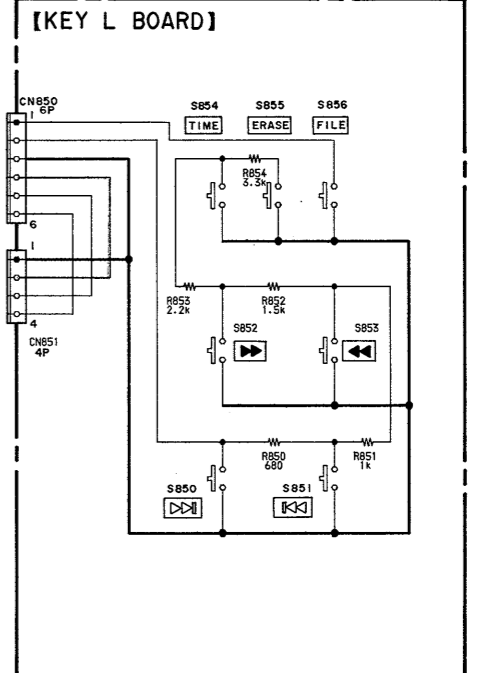 【KEY L BOARD】
CN850
6P
1
6
1
4
CN851
4P
S854 S855 S856
TIME ERASE FILE
R854
3.3k
R853
2.2k
R852
1.5k
S852 S853
R850
680
R851
1k
S850 S851